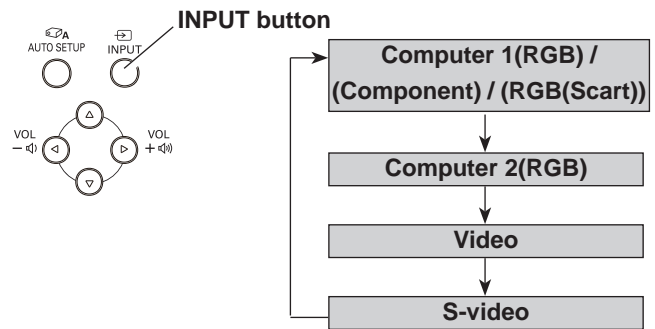 INPUT button
AUTO SETUP
INPUT
VOL
VOL
Computer 1(RGB) /
(Component) / (RGB(Scart))
Computer 2(RGB)
Video
S-video